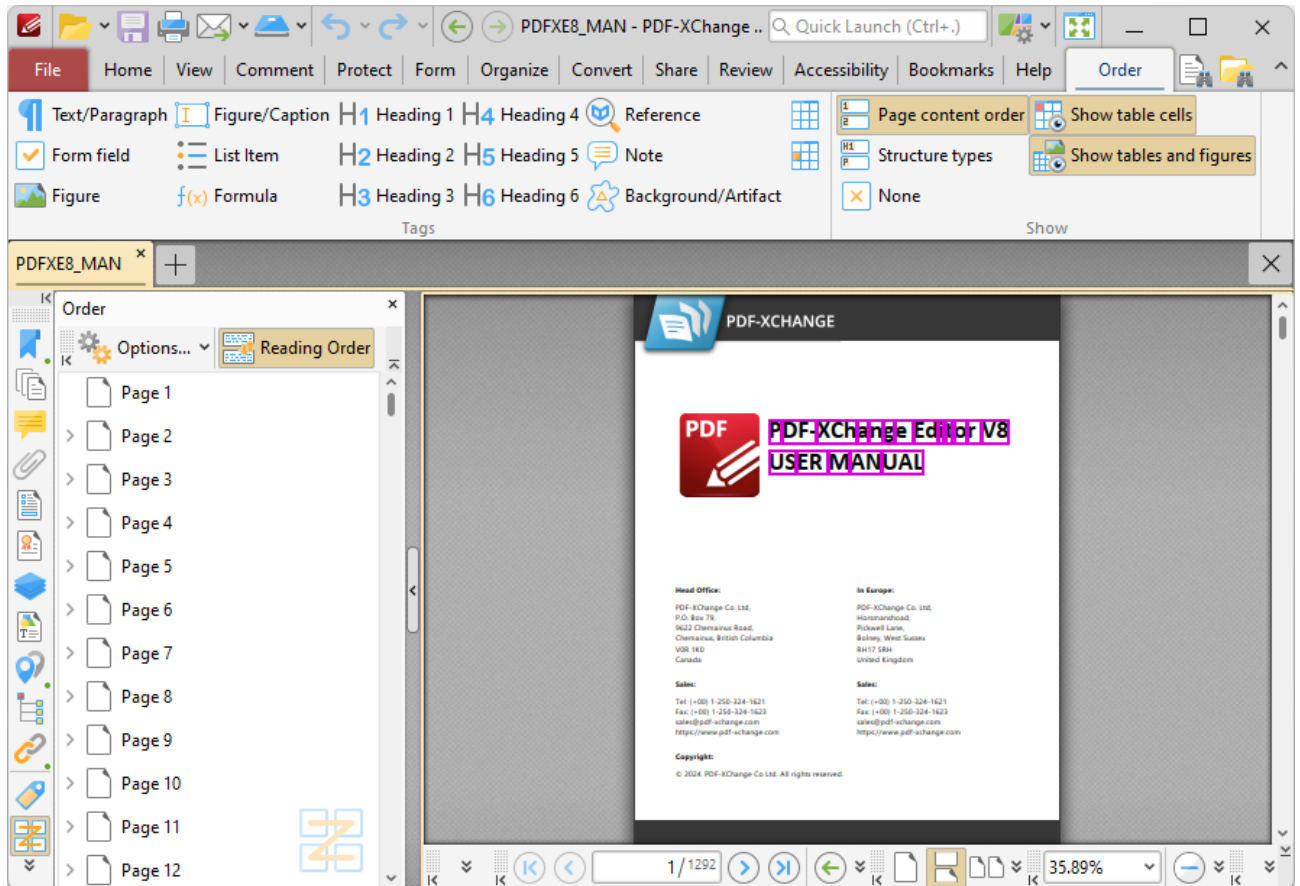 PDFXE8_MAN - PDF-XChange ..
Quick Launch (Ctrl+.)
File Home View Comment Protect Form Organize Convert Share Review Accessibility Bookmarks Help Order
Text/Paragraph Figure/Caption H1 Heading 1 H4 Heading 4 Reference Page content order Show table cells
Form field List Item H2 Heading 2 H5 Heading 5 Note Structure types Show tables and figures
Figure f(x) Formula H3 Heading 3 H6 Heading 6 Background/Artifact None
Tags Show
PDFXE8_MAN
Order
Options... Reading Order
Page 1
Page 2
Page 3
Page 4
Page 5
Page 6
Page 7
Page 8
Page 9
Page 10
Page 11
Page 12
PDF-XCHANGE
PDF
PDF-XChange Editor V8
USER MANUAL
Head Office:
PDF-XChange Co. Ltd,
P.O. Box 79,
9622 Chemainus Road,
Chemainus, British Columbia
V0R 1K0
Canada
Sales:
Tel: (+00) 1-250-324-1621
Fax: (+00) 1-250-324-1623
sales@pdf-xchange.com
https://www.pdf-xchange.com
In Europe:
PDF-XChange Co. Ltd,
Horsmanshoad,
Pickwell Lane,
Bolney, West Sussex
RH17 5RH
United Kingdom
Sales:
Tel: (+00) 1-250-324-1621
Fax: (+00) 1-250-324-1623
sales@pdf-xchange.com
https://www.pdf-xchange.com
Copyright:
© 2024 PDF-XChange Co Ltd. All rights reserved.
1/1292
35.89%